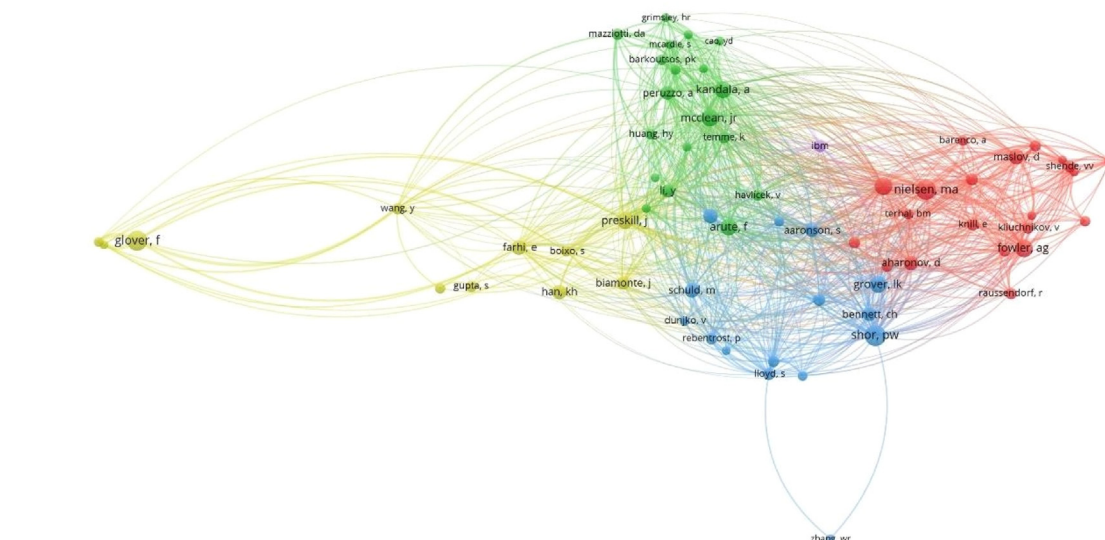 grimsley, hr
mazziotti, da
mcardle, s
cao, yd
barkoutsos, pk
peruzzo, a
kandala, a
mcclean, jr
huang, hy
temme, k
ibm
barenco, a
maslov, d
shende, vv
li, y
havlicek, v
nielsen, ma
wang, y
terhal, bm
preskill, j
arute, f
aaronson, s
knill, e
kliuchnikov, v
glover, f
farhi, e
boixo, s
fowler, ag
aharonov, d
gupta, s
han, kh
biamonte, j
schuld, m
grover, lk
raussendorf, r
dunjko, v
bennett, ch
rebentrost, p
shor, pw
lloyd, s
zhang, wr